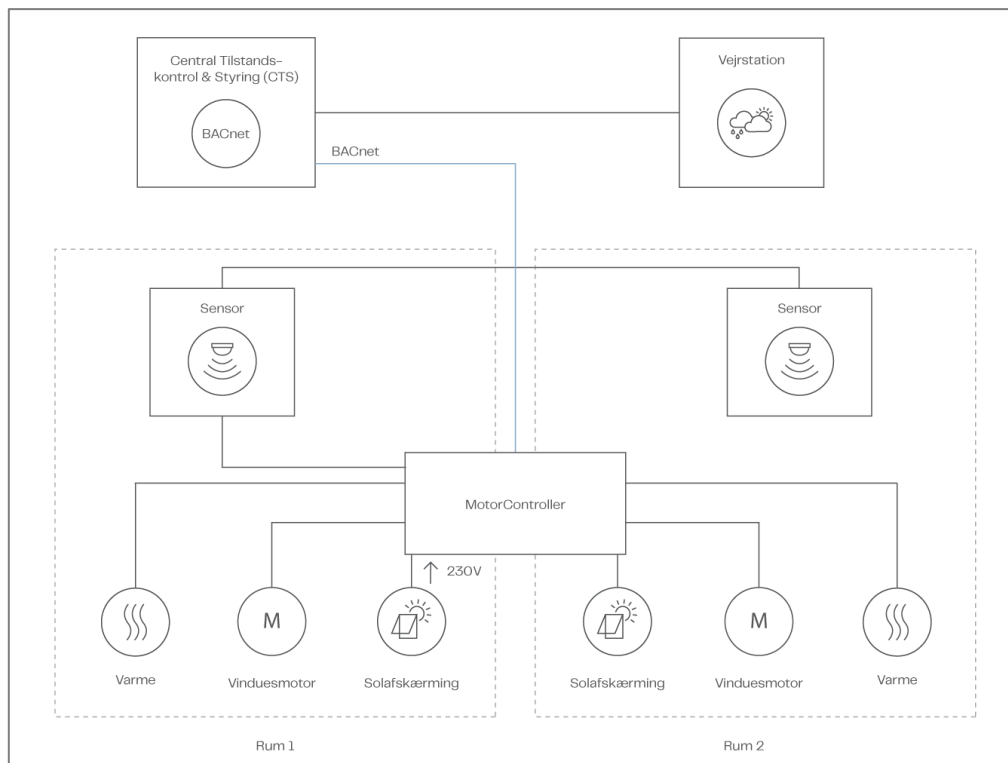 Central Tilstands-
kontrol & Styring (CTS)
BACnet
Vejrstation
BACnet
Sensor
Sensor
MotorController
230V
M
M
Varme
Vinduesmotor
Solafskærming
Solafskærming
Vinduesmotor
Varme
Rum 1
Rum 2